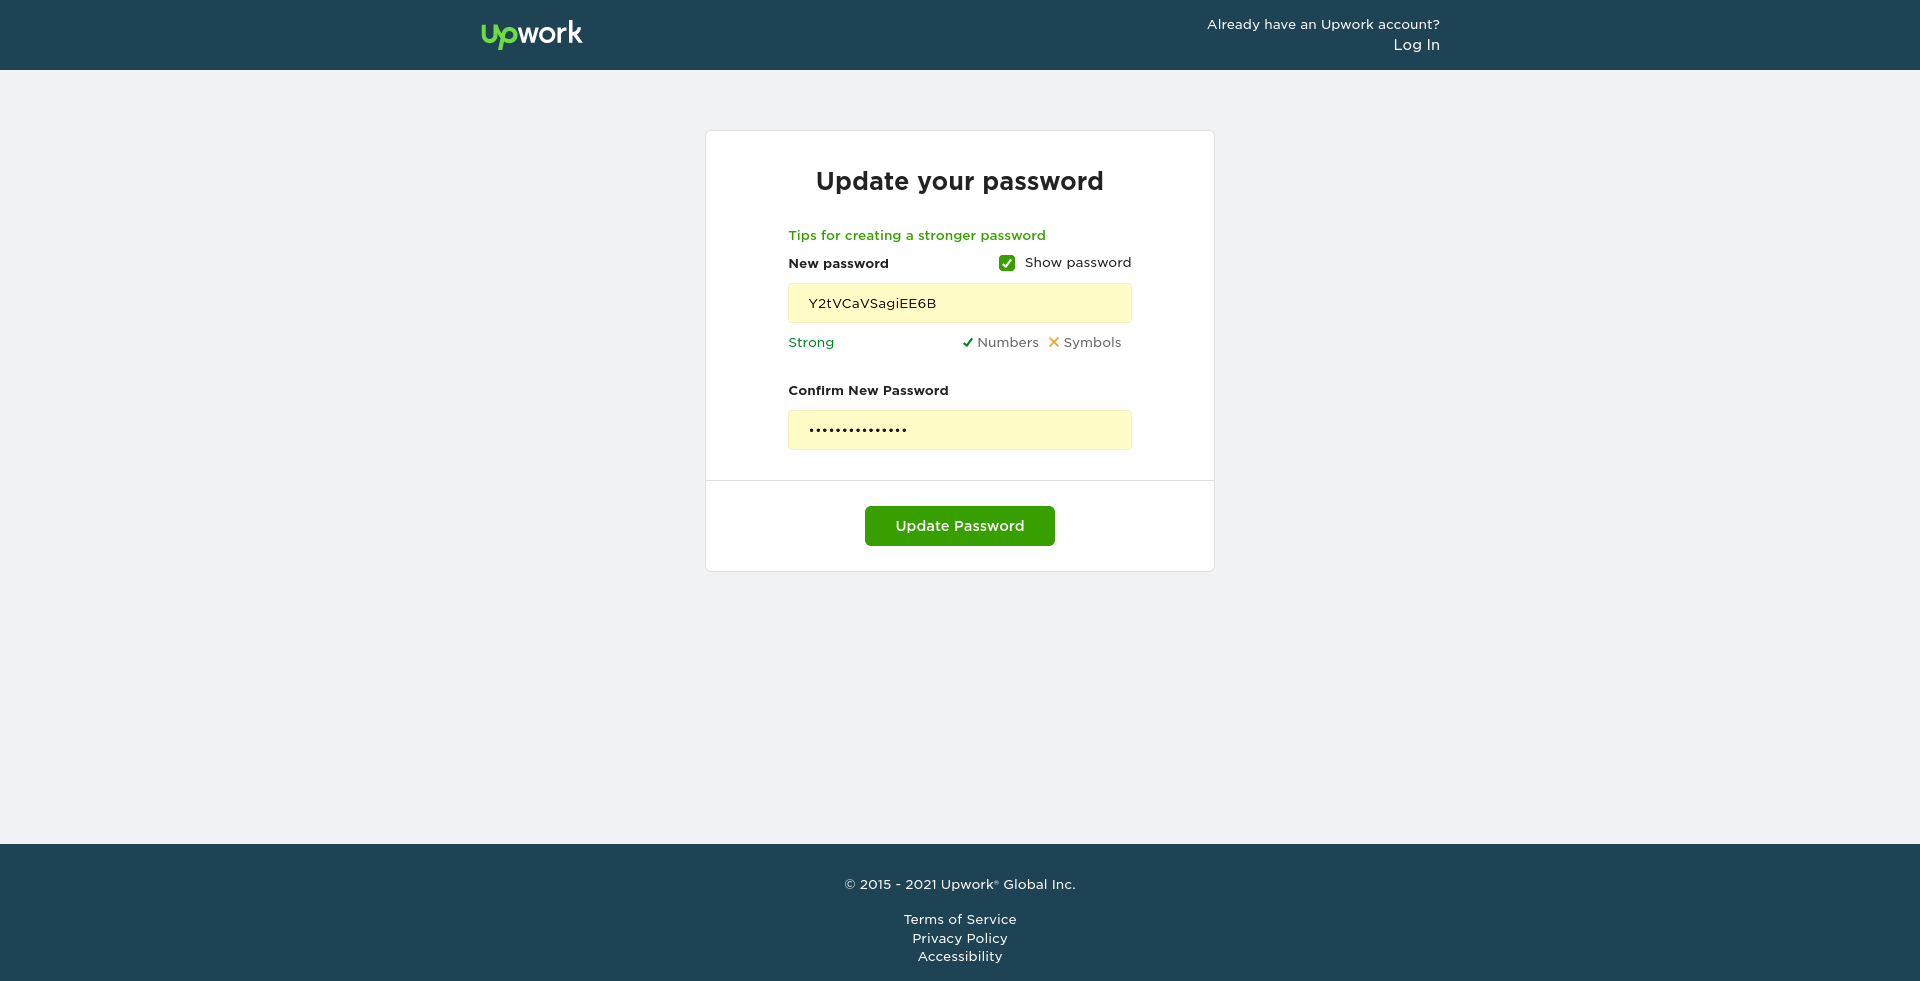 upwork
Already have an Upwork account?
Log In
Update your password
Tips for creating a stronger password
New password
Show password
Y2tVCaVSagiEE6B
Strong
Numbers Symbols
Confirm New Password
•••••••••••••••
Update Password
© 2015 - 2021 Upwork® Global Inc.
Terms of Service
Privacy Policy
Accessibility